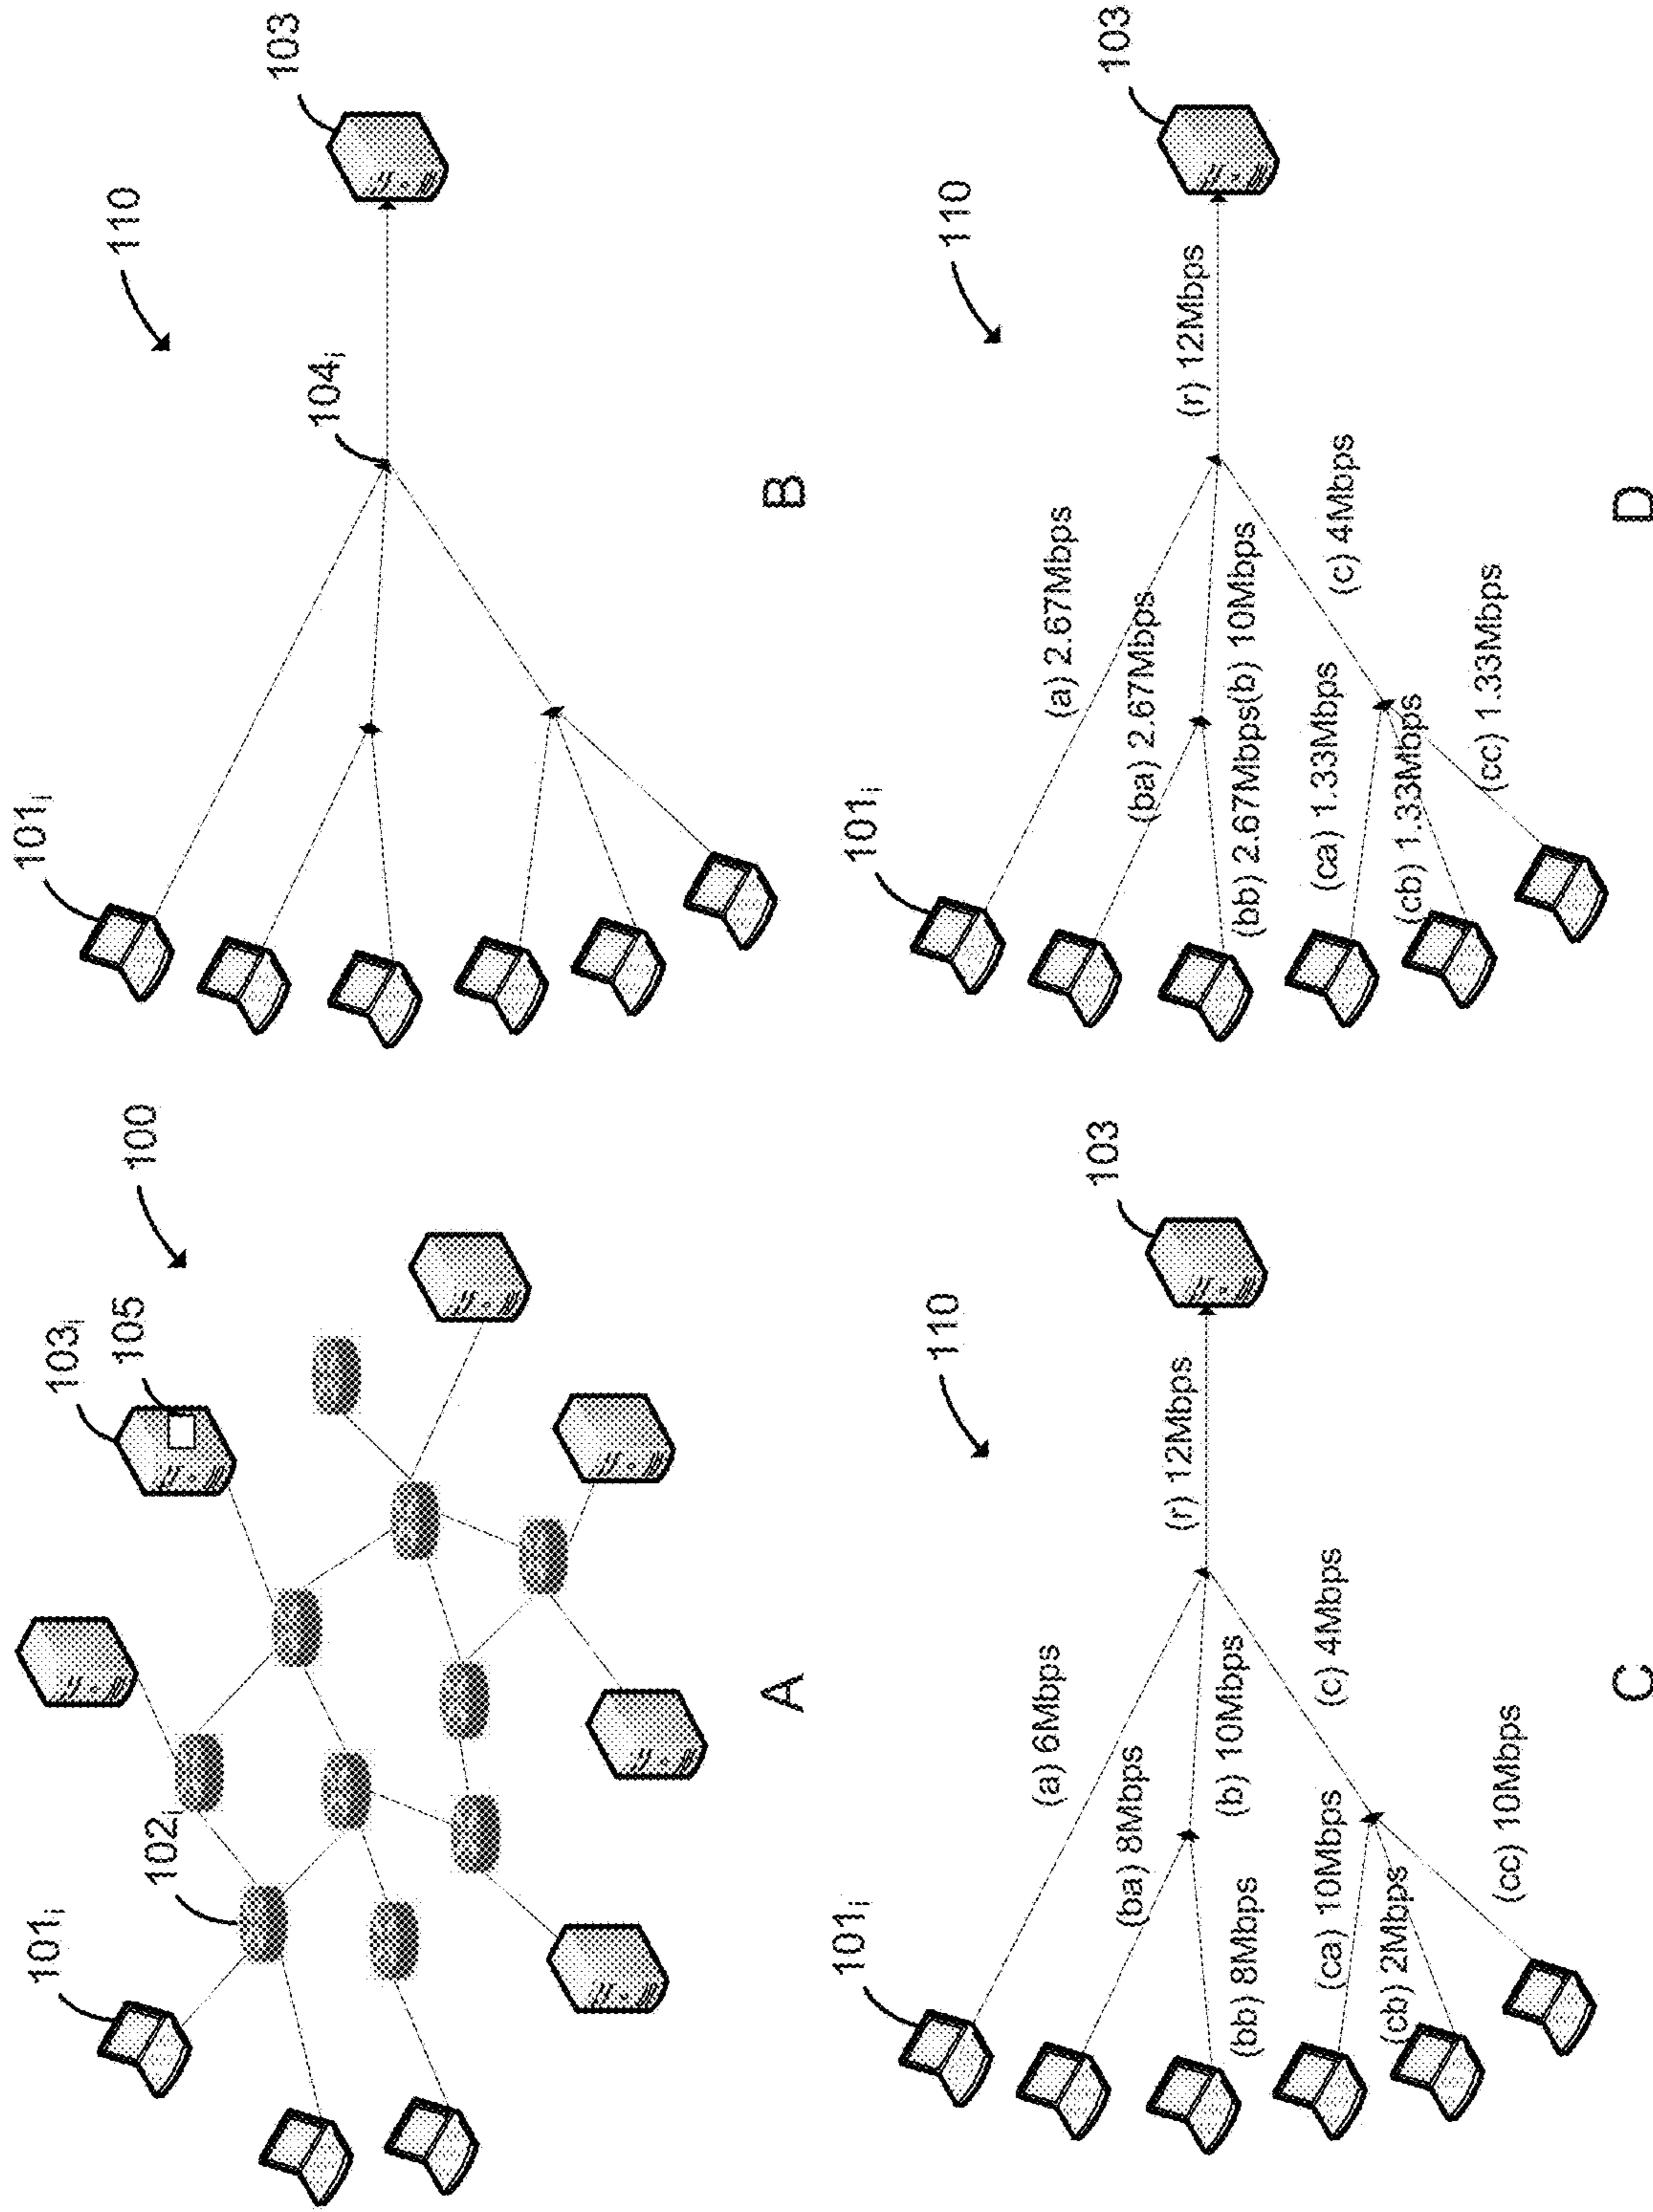 101i
102i
103i
105
100
A
101i
104i
110
103
B
101i
110
103
(a) 6Mbps
(ba) 8Mbps
(bb) 8Mbps
(b) 10Mbps
(r) 12Mbps
(ca) 10Mbps
(cb) 2Mbps
(c) 4Mbps
(cc) 10Mbps
C
101i
110
103
(a) 2.67Mbps
(ba) 2.67Mbps
(bb) 2.67Mbps(b) 10Mbps
(r) 12Mbps
(ca) 1.33Mbps
(cb) 1.33Mbps
(c) 4Mbps
(cc) 1.33Mbps
D